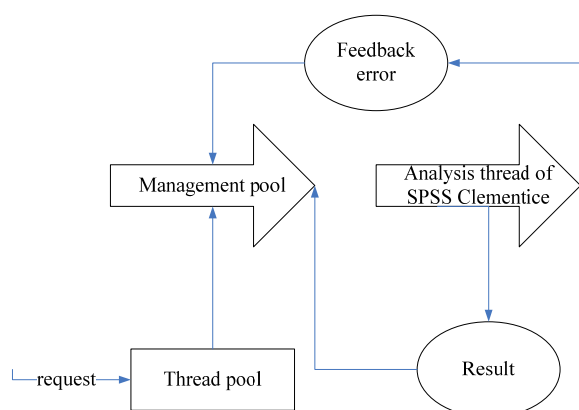 Feedback
error
Management pool
Analysis thread of
SPSS Clementice
request
Thread pool
Result